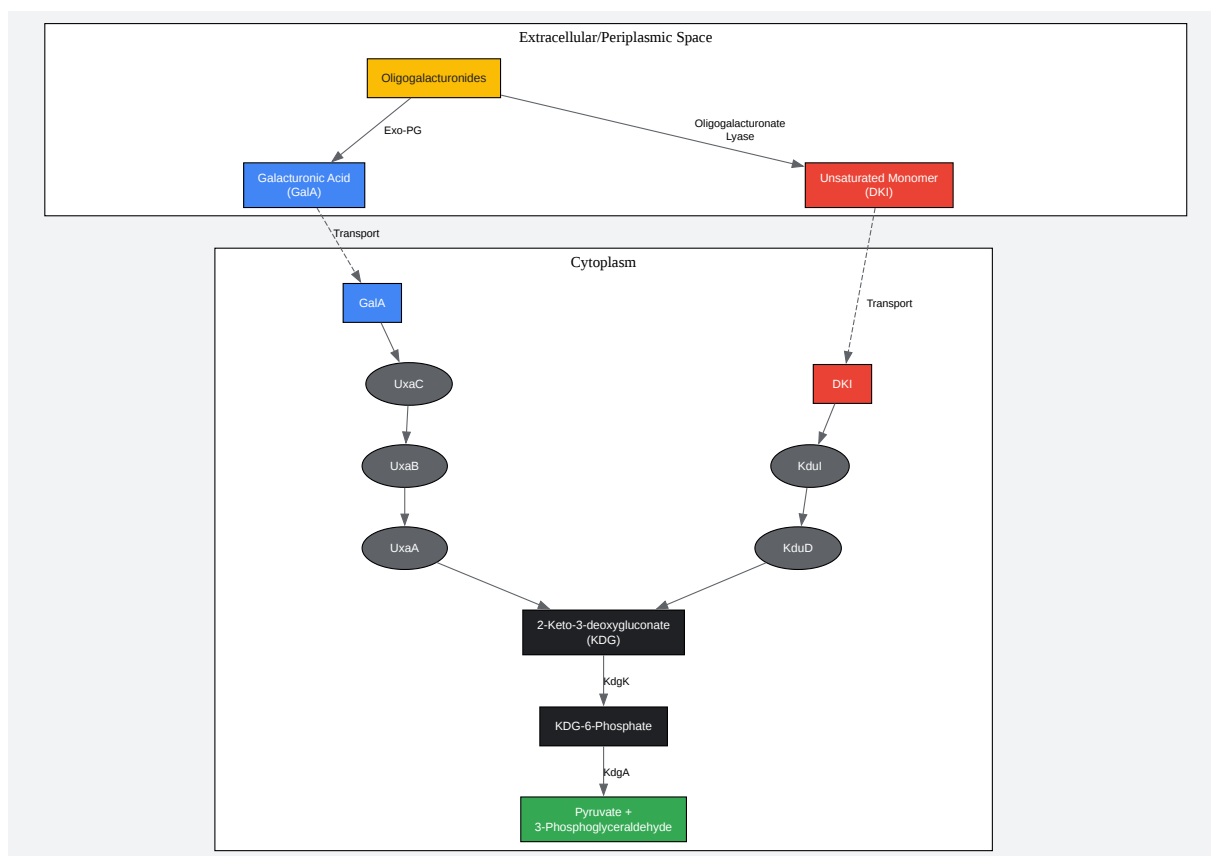 Extracellular/Periplasmic Space
Oligogalacturonides
Exo-PG
Oligogalacturonate
Lyase
Galacturonic Acid
(GalA)
Unsaturated Monomer
(DKI)
Transport
Cytoplasm
GalA
Transport
UxaC
DKI
UxaB
KduI
UxaA
KduD
2-Keto-3-deoxygluconate
(KDG)
KdgK
KDG-6-Phosphate
KdgA
Pyruvate +
3-Phosphoglyceraldehyde